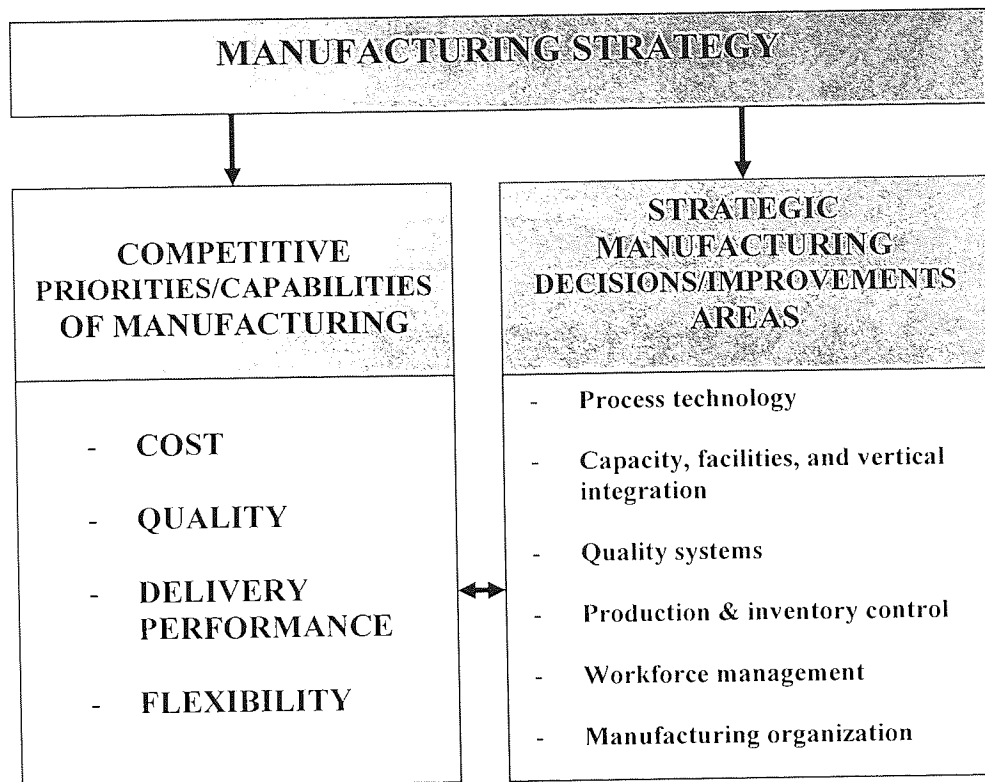 MANUFACTURING STRATEGY
COMPETITIVE
PRIORITIES/CAPABILITIES
OF MANUFACTURING
- COST
- QUALITY
- DELIVERY
PERFORMANCE
- FLEXIBILITY
STRATEGIC
MANUFACTURING
DECISIONS/IMPROVEMENTS
AREAS
- Process technology
- Capacity, facilities, and vertical
integration
- Quality systems
- Production & inventory control
- Workforce management
- Manufacturing organization